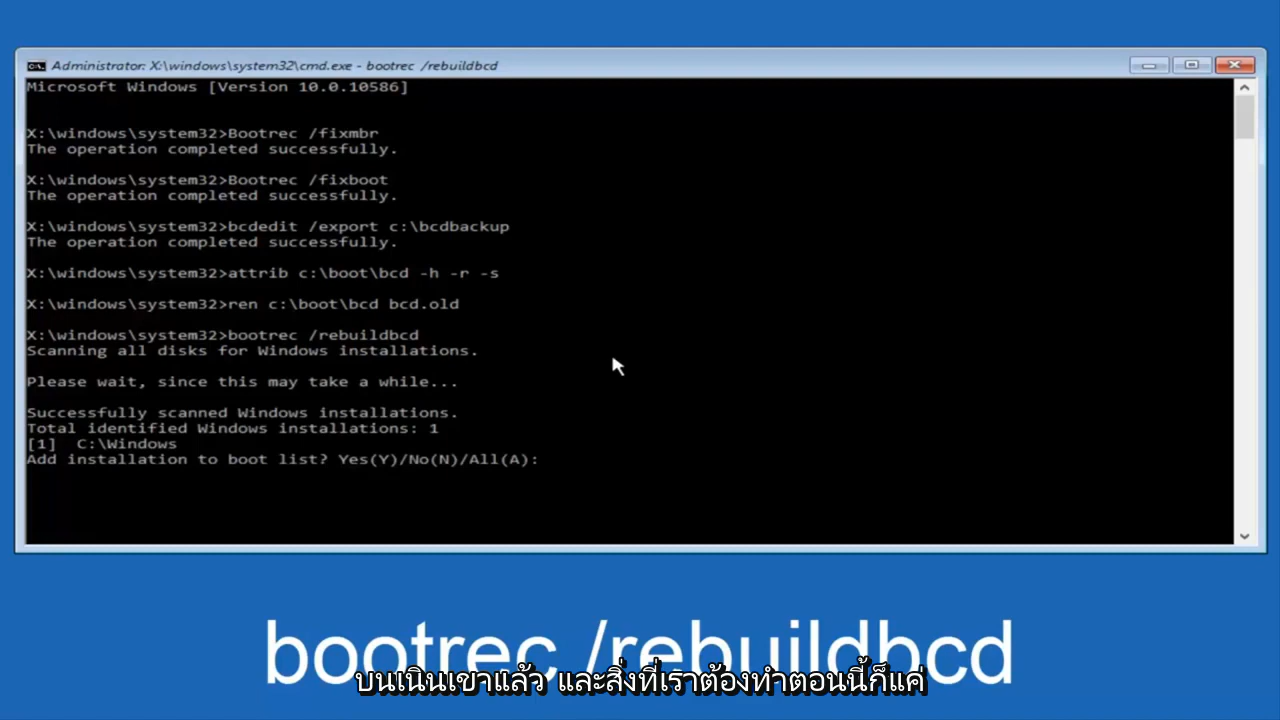 Administrator: X:\windows\system32\cmd.exe - bootrec /rebuildbcd
Microsoft Windows [Version 10.0.10586]
X:\windows\system32>Bootrec /fixmbr
The operation completed successfully.
X:\windows\system32>Bootrec /fixboot
The operation completed successfully.
X:\windows\system32>bcdedit /export c:\bcdbackup
The operation completed successfully.
X:\windows\system32>attrib c:\boot\bcd -h -r -s
X:\windows\system32>ren c:\boot\bcd bcd.old
X:\windows\system32>bootrec /rebuildbcd
Scanning all disks for Windows installations.
Please wait, since this may take a while...
Successfully scanned Windows installations.
Total identified Windows installations: 1
[1]  C:\Windows
Add installation to boot list? Yes(Y)/No(N)/All(A):
bootrec /rebuildbcd
บนเนินเขาแล้ว และสิ่งที่เราต้องทำตอนนี้ก็แค่